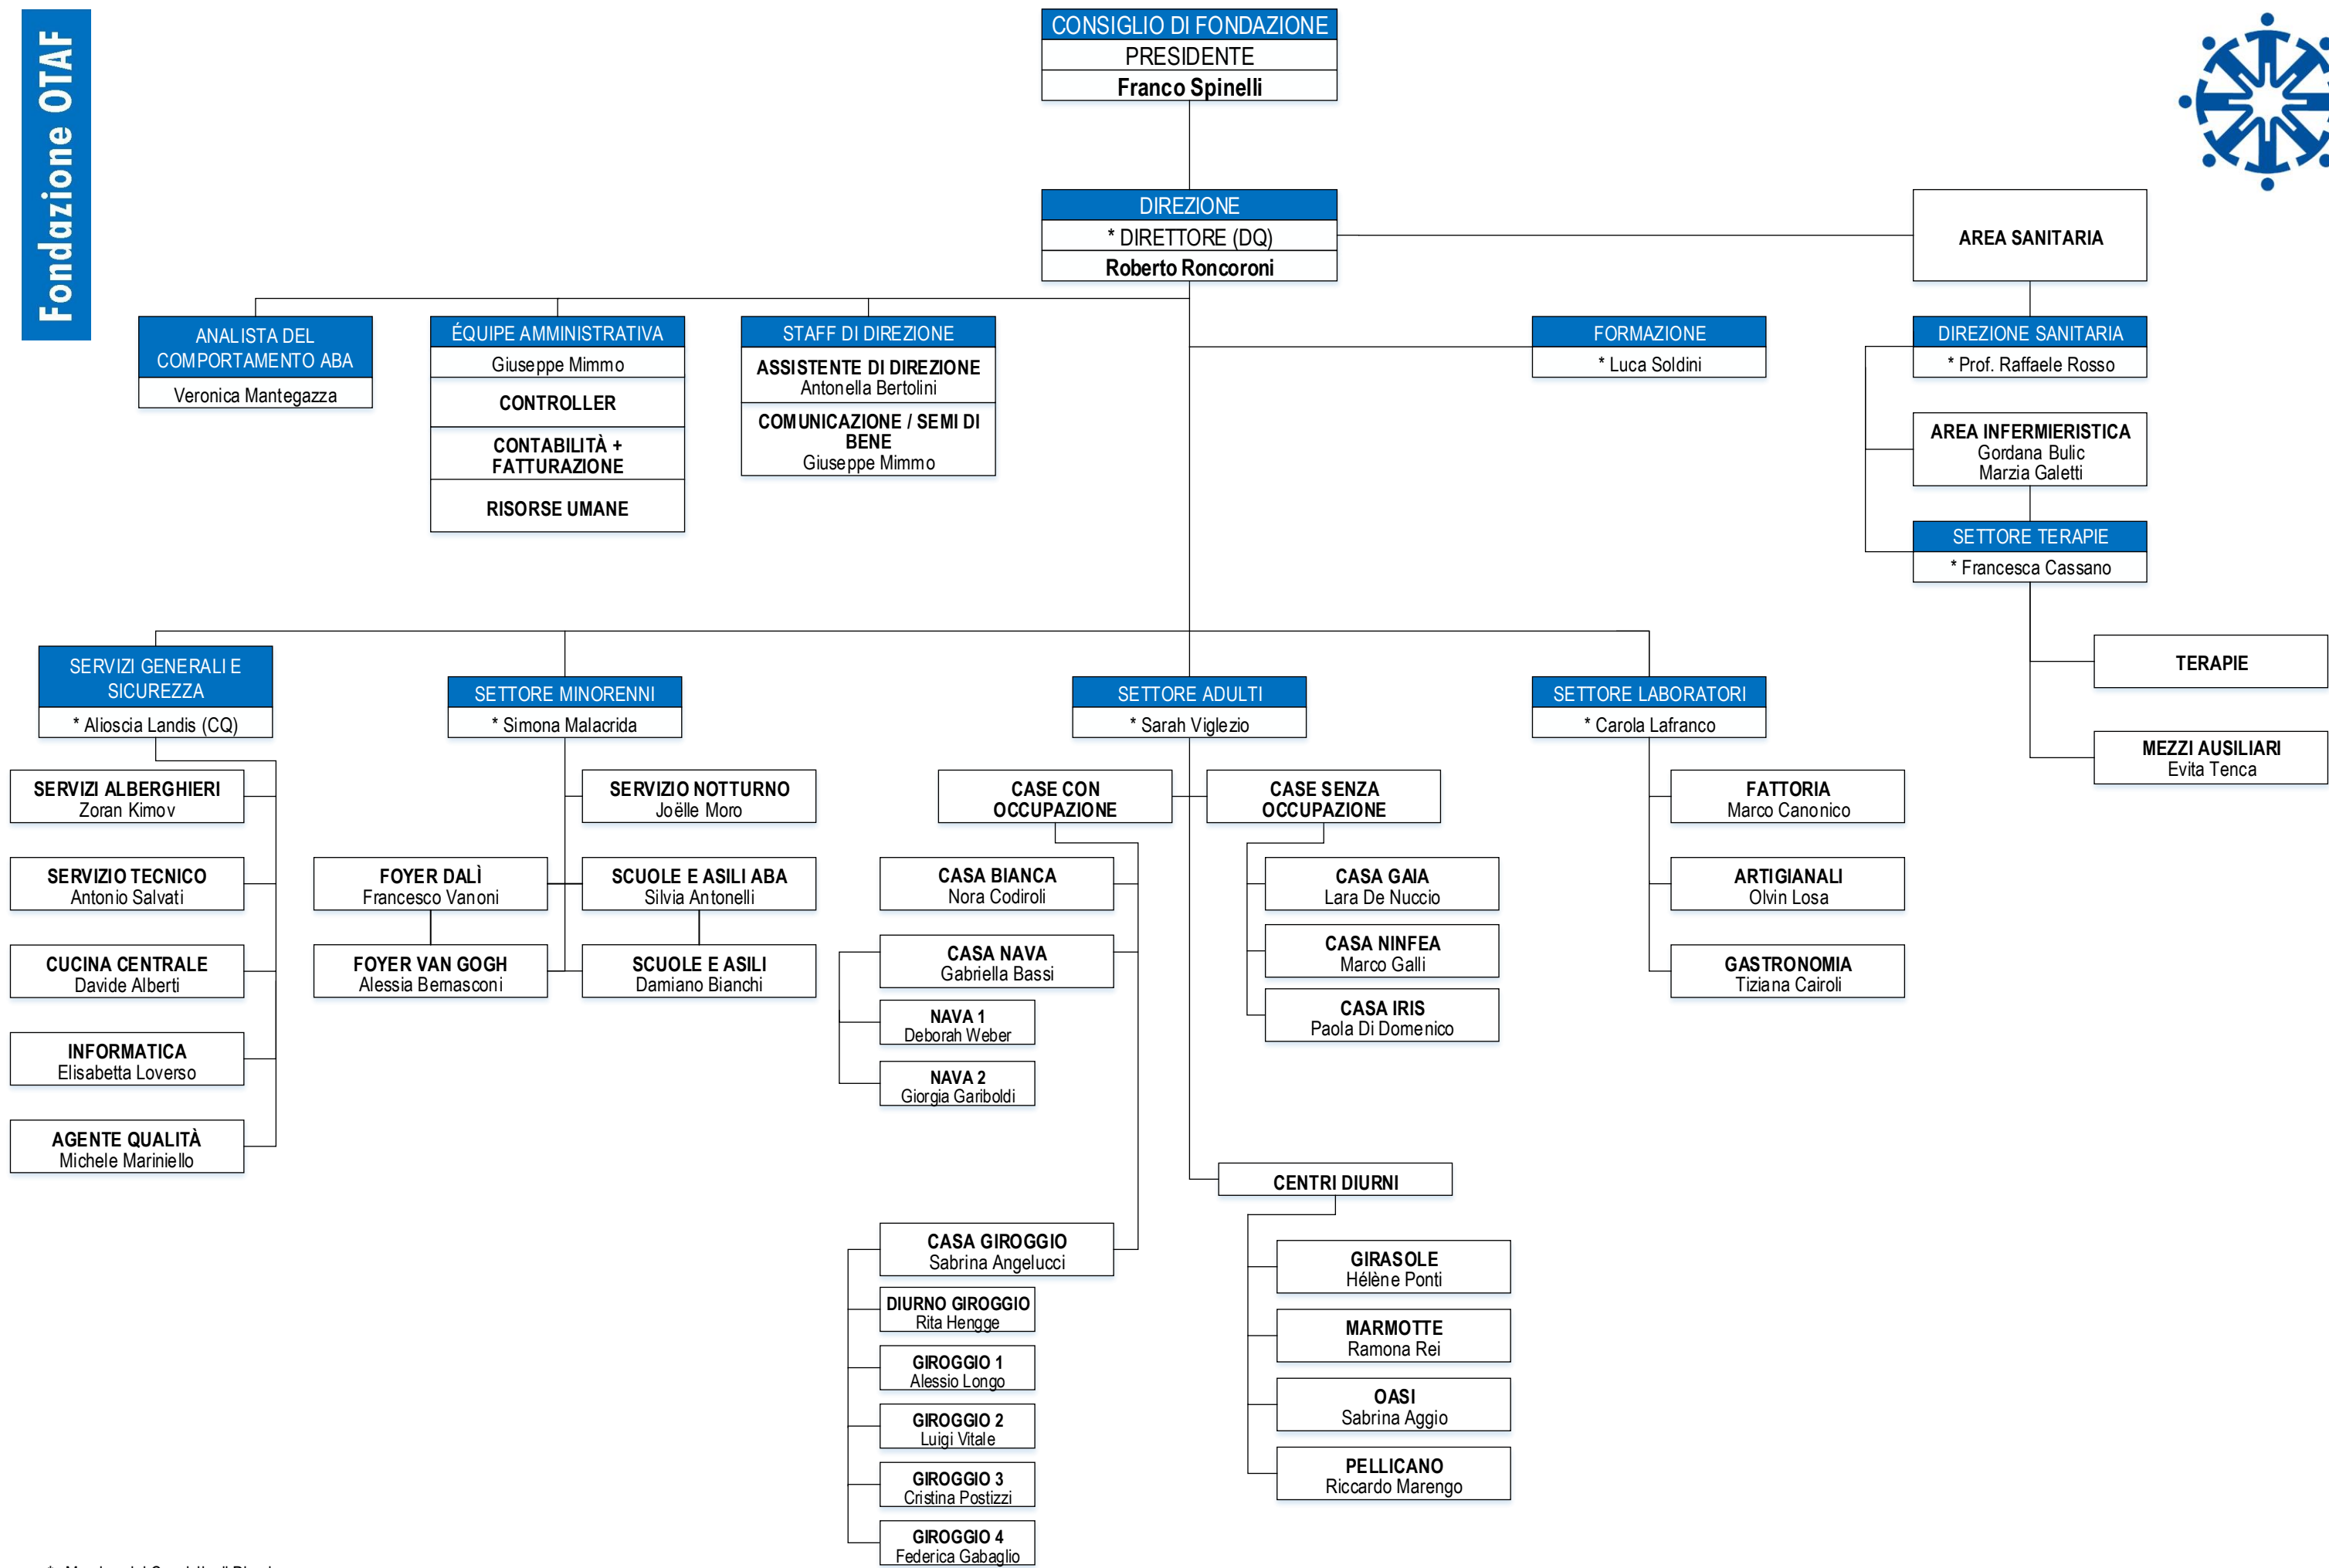 Fondazione OTAF
CONSIGLIO DI FONDAZIONE
PRESIDENTE
Franco Spinelli
DIREZIONE
* DIRETTORE (DQ)
Roberto Roncoroni
AREA SANITARIA
ANALISTA DEL
COMPORTAMENTO ABA
Veronica Mantegazza
ÉQUIPE AMMINISTRATIVA
Giuseppe Mimmo
CONTROLLER
CONTABILITÀ +
FATTURAZIONE
RISORSE UMANE
STAFF DI DIREZIONE
ASSISTENTE DI DIREZIONE
Antonella Bertolini
COMUNICAZIONE / SEMI DI
BENE
Giuseppe Mimmo
FORMAZIONE
* Luca Soldini
DIREZIONE SANITARIA
* Prof. Raffaele Rosso
AREA INFERMIERISTICA
Gordana Bulic
Marzia Galetti
SETTORE TERAPIE
* Francesca Cassano
TERAPIE
MEZZI AUSILIARI
Evita Tenca
SERVIZI GENERALI E
SICUREZZA
* Alioscia Landis (CQ)
SERVIZI ALBERGHIERI
Zoran Kimov
SERVIZIO TECNICO
Antonio Salvati
CUCINA CENTRALE
Davide Alberti
INFORMATICA
Elisabetta Loverso
AGENTE QUALITÀ
Michele Mariniello
SETTORE MINORENNI
* Simona Malacrida
SERVIZIO NOTTURNO
Joëlle Moro
FOYER DALÌ
Francesco Vanoni
SCUOLE E ASILI ABA
Silvia Antonelli
FOYER VAN GOGH
Alessia Bernasconi
SCUOLE E ASILI
Damiano Bianchi
SETTORE ADULTI
* Sarah Viglezio
CASE CON
OCCUPAZIONE
CASE SENZA
OCCUPAZIONE
CASA BIANCA
Nora Codiroli
CASA NAVA
Gabriella Bassi
NAVA 1
Deborah Weber
NAVA 2
Giorgia Gariboldi
CASA GIROGGIO
Sabrina Angelucci
DIURNO GIROGGIO
Rita Hengge
GIROGGIO 1
Alessio Longo
GIROGGIO 2
Luigi Vitale
GIROGGIO 3
Cristina Postizzi
GIROGGIO 4
Federica Gabaglio
CASA GAIA
Lara De Nuccio
CASA NINFEA
Marco Galli
CASA IRIS
Paola Di Domenico
CENTRI DIURNI
GIRASOLE
Hélène Ponti
MARMOTTE
Ramona Rei
OASI
Sabrina Aggio
PELLICANO
Riccardo Marengo
SETTORE LABORATORI
* Carola Lafranco
FATTORIA
Marco Canonico
ARTIGIANALI
Olvin Losa
GASTRONOMIA
Tiziana Cairoli